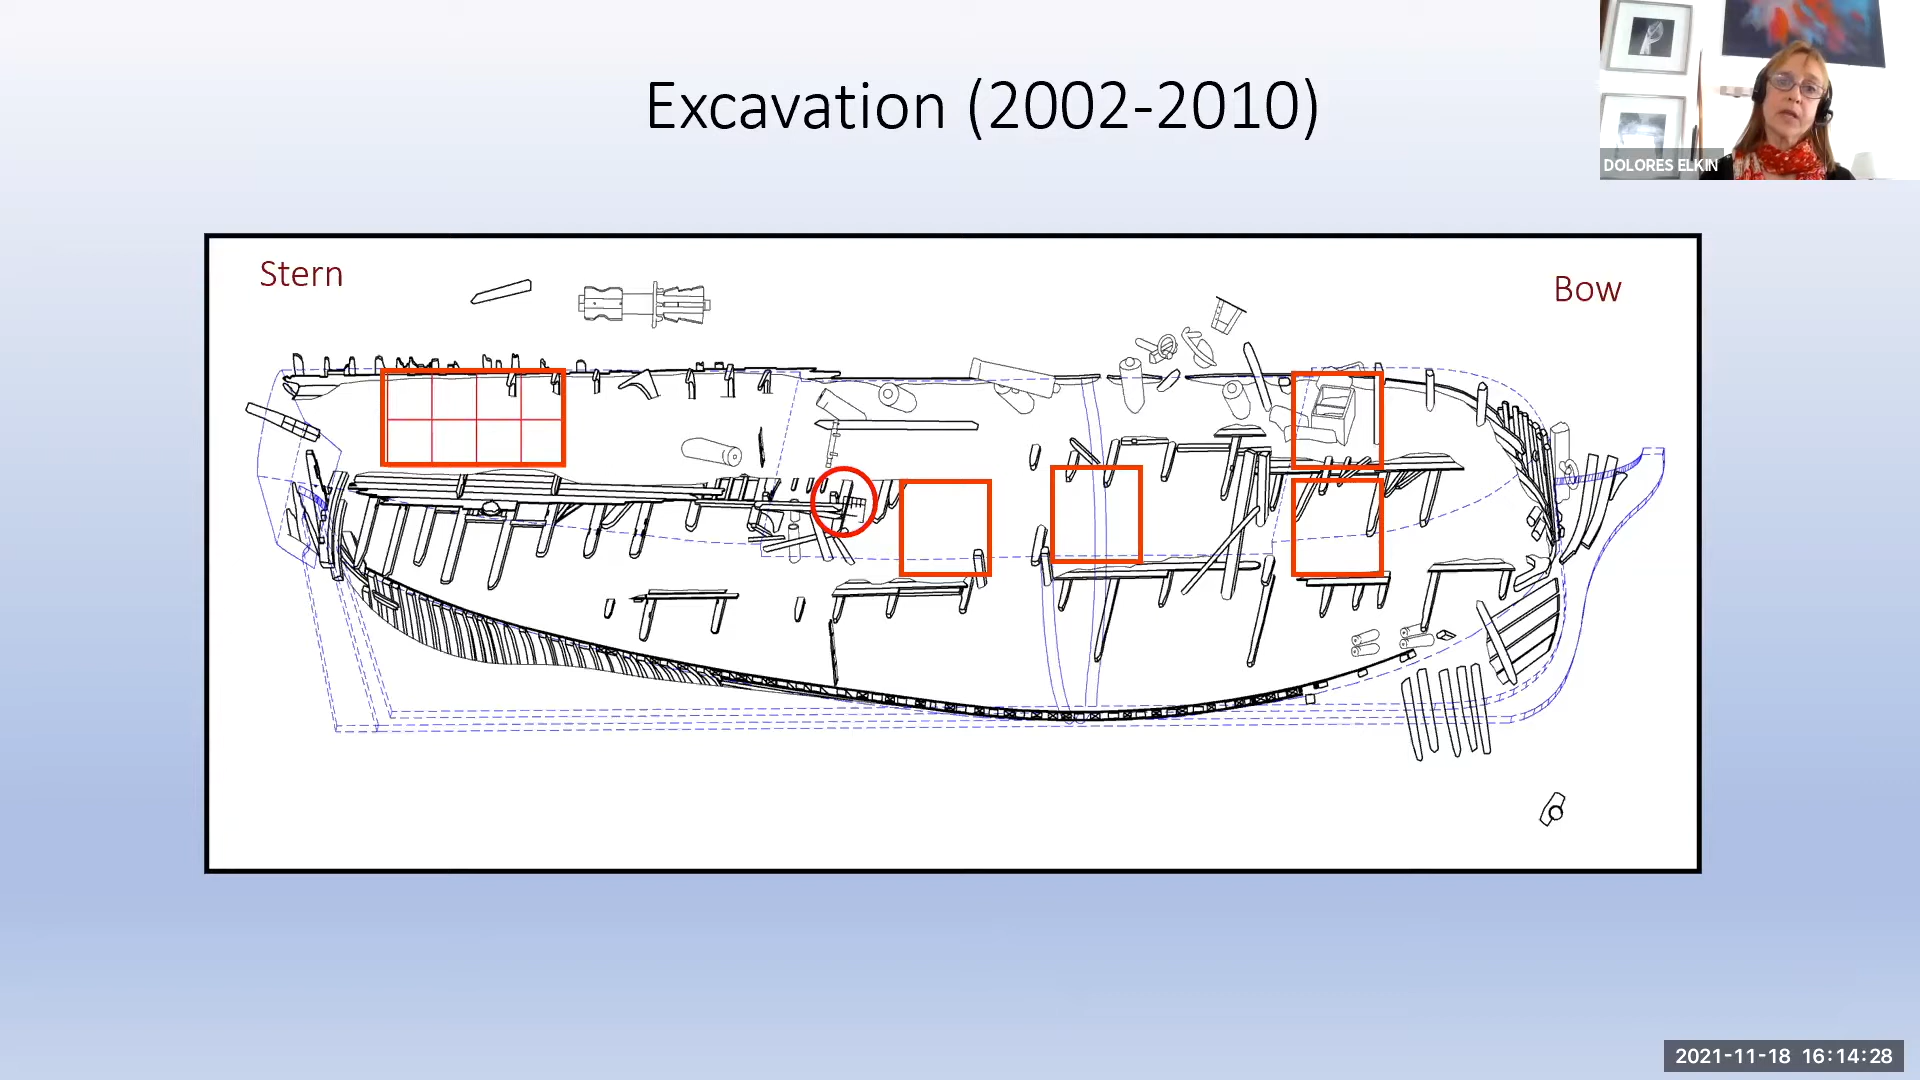 Excavation (2002-2010)
DOLORES ELKIN
Stern
Bow
2021-11-18 16:14:28